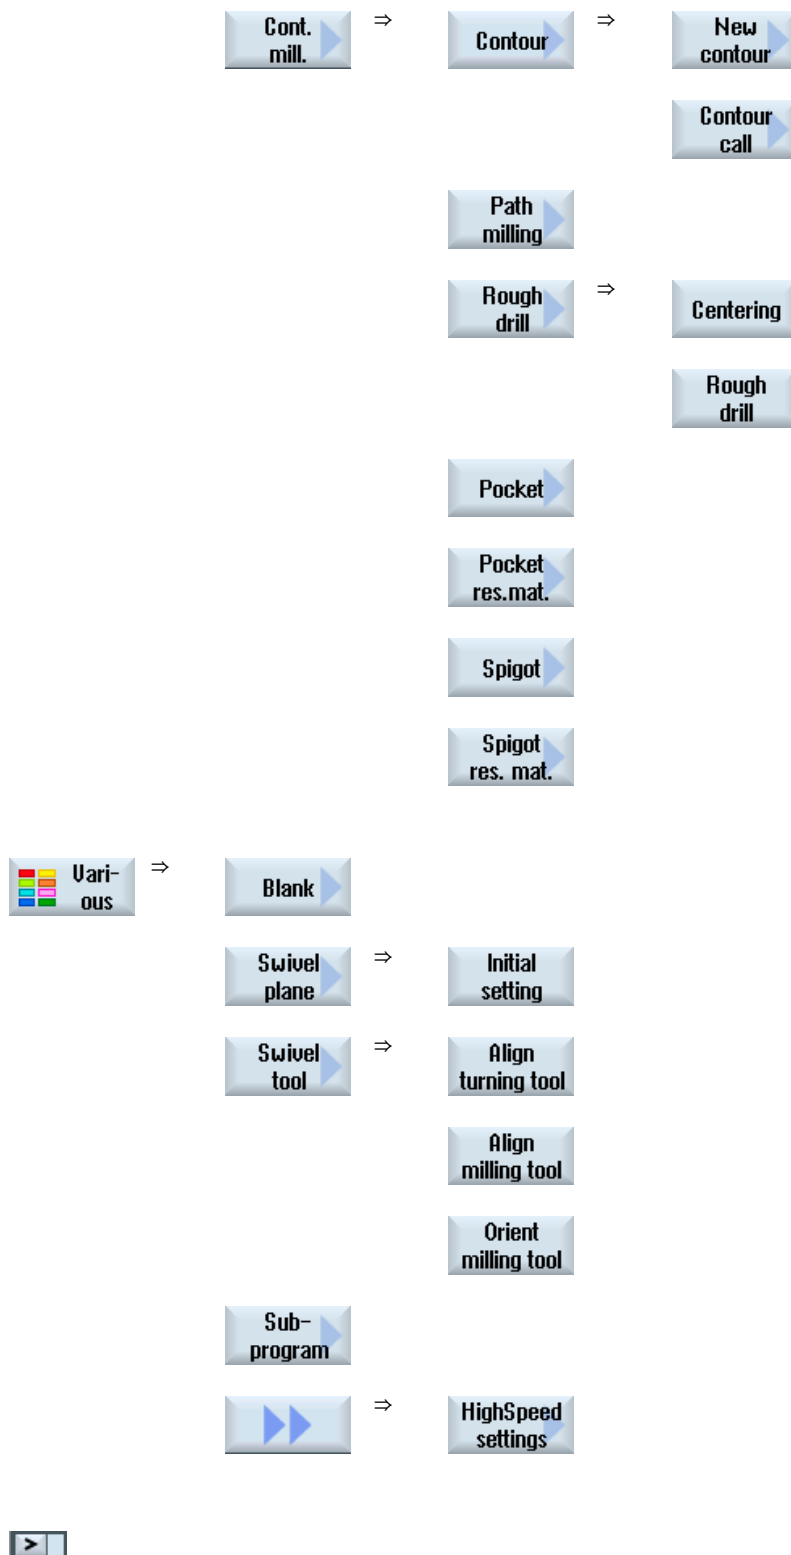 Cont.
mill.
⇒
Contour
⇒
New
contour
Contour
call
Path
milling
Rough
drill
⇒
Centering
Rough
drill
Pocket
Pocket
res.mat.
Spigot
Spigot
res. mat.
Vari-
ous
⇒
Blank
Swivel
plane
⇒
Initial
setting
Swivel
tool
⇒
Align
turning tool
Align
milling tool
Orient
milling tool
Sub-
program
⇒
HighSpeed
settings
>